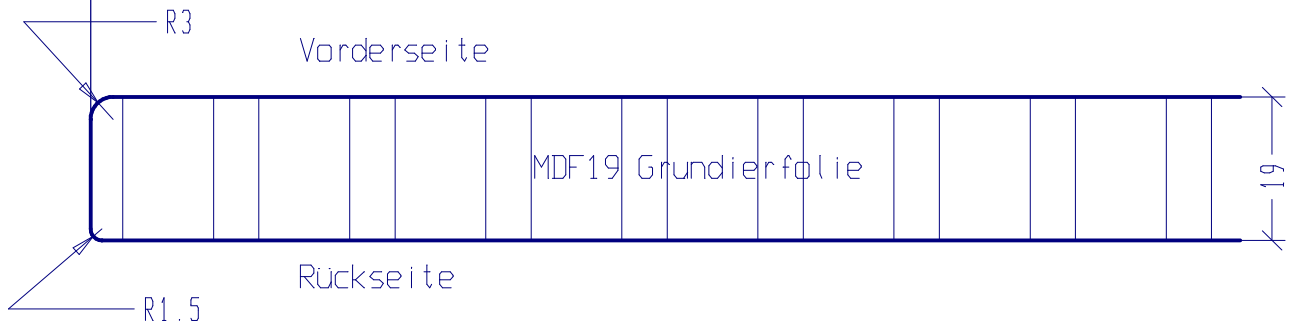 R3
Vorderseite
MDF19 Grundierfolie
19
Rückseite
R1.5